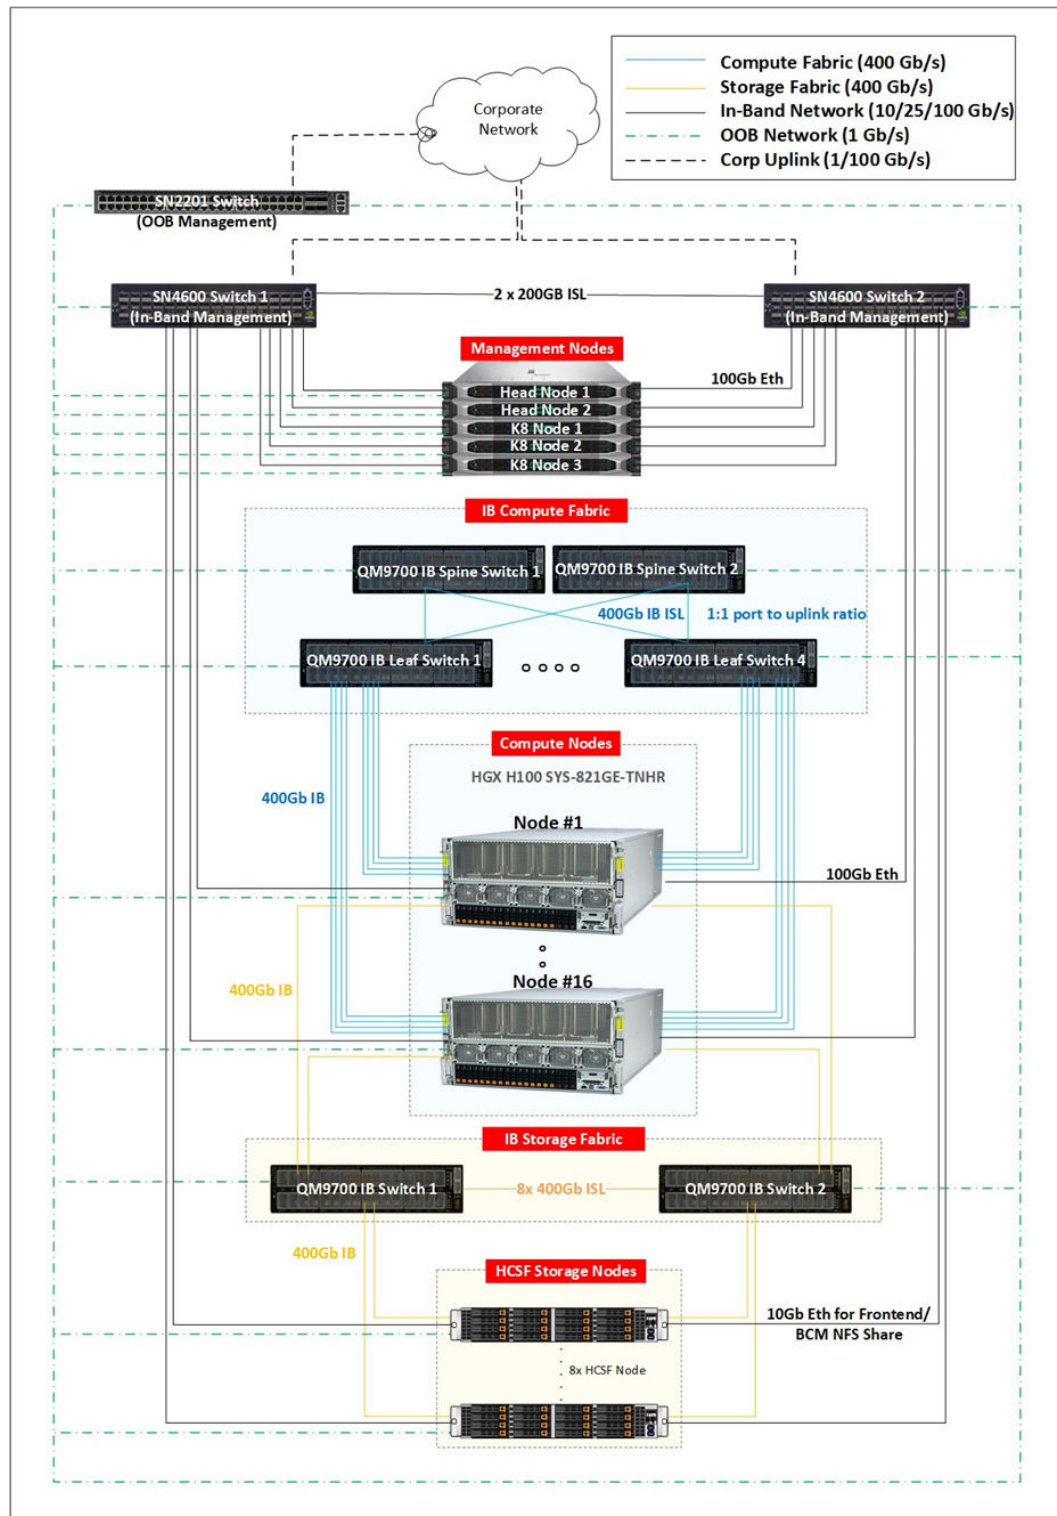 Compute Fabric (400 Gb/s)
Storage Fabric (400 Gb/s)
In-Band Network (10/25/100 Gb/s)
OOB Network (1 Gb/s)
Corp Uplink (1/100 Gb/s)
Corporate
Network
SN2201 Switch
(OOB Management)
SN4600 Switch 1
(In-Band Management)
2 x 200GB ISL
SN4600 Switch 2
(In-Band Management)
Management Nodes
100Gb Eth
Head Node 1
Head Node 2
K8 Node 1
K8 Node 2
K8 Node 3
IB Compute Fabric
QM9700 IB Spine Switch 1
QM9700 IB Spine Switch 2
400Gb IB ISL
1:1 port to uplink ratio
QM9700 IB Leaf Switch 1
QM9700 IB Leaf Switch 4
Compute Nodes
HGX H100 SYS-821GE-TNHR
400Gb IB
Node #1
100Gb Eth
400Gb IB
Node #16
IB Storage Fabric
QM9700 IB Switch 1
8x 400Gb ISL
QM9700 IB Switch 2
400Gb IB
HCSF Storage Nodes
10Gb Eth for Frontend/
BCM NFS Share
8x HCSF Node